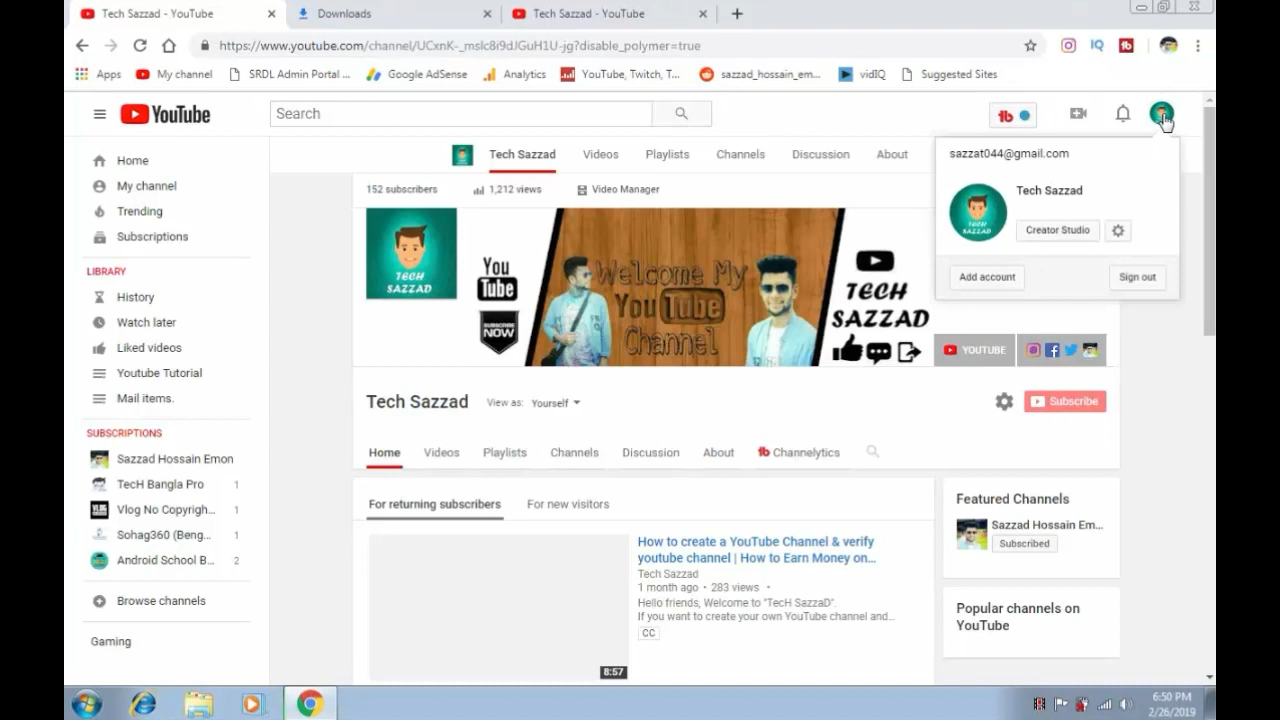 Tech Sazzad - YouTube
Downloads
Tech Sazzad - YouTube
https://www.youtube.com/channel/UCxnK-_mslc8i9dJGuH1U-jg?disable_polymer=true
Apps
My channel
SRDL Admin Portal ...
Google AdSense
Analytics
YouTube, Twitch, T...
sazzad_hossain_em...
vidIQ
Suggested Sites
YouTube
Search
Home
My channel
Trending
Subscriptions
LIBRARY
History
Watch later
Liked videos
Youtube Tutorial
Mail items.
SUBSCRIPTIONS
Sazzad Hossain Emon
TecH Bangla Pro 1
Vlog No Copyrigh... 1
Sohag360 (Beng... 1
Android School B... 2
Browse channels
Gaming
Tech Sazzad
Videos
Playlists
Channels
Discussion
About
152 subscribers
1,212 views
Video Manager
TECH
SAZZAD
You
Tube
SUBSCRIBE
NOW
Welcome My
YouTube
Channel
TECH
SAZZAD
YOUTUBE
sazzat044@gmail.com
Tech Sazzad
TECH
SAZZAD
Creator Studio
Add account
Sign out
Tech Sazzad
View as: Yourself
Subscribe
Home
Videos
Playlists
Channels
Discussion
About
Channelytics
For returning subscribers
For new visitors
8:57
How to create a YouTube Channel & verify
youtube channel | How to Earn Money on...
Tech Sazzad
1 month ago • 283 views •
Hello friends, Welcome to "TecH SazzaD".
If you want to create your own YouTube channel and...
CC
Featured Channels
Sazzad Hossain Em...
Subscribed
Popular channels on
YouTube
6:50 PM
2/26/2019